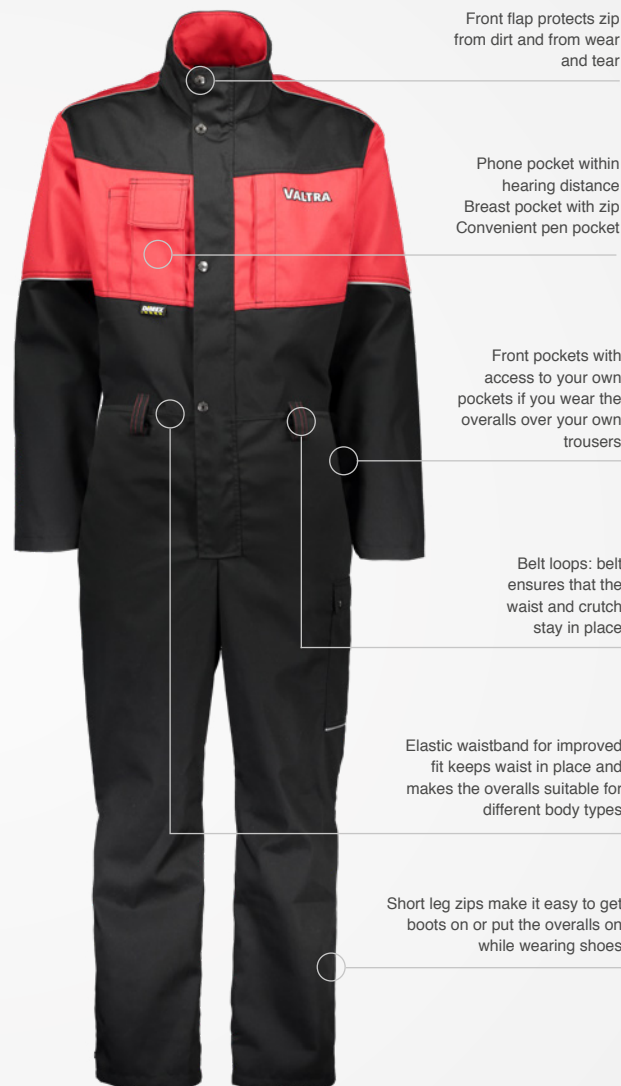 Front flap protects zip
from dirt and from wear
and tear
Phone pocket within
hearing distance
Breast pocket with zip
Convenient pen pocket
VALTRA
DIMEX
Front pockets with
access to your own
pockets if you wear the
overalls over your own
trousers
Belt loops: belt
ensures that the
waist and crutch
stay in place
Elastic waistband for improved
fit keeps waist in place and
makes the overalls suitable for
different body types
Short leg zips make it easy to get
boots on or put the overalls on
while wearing shoes